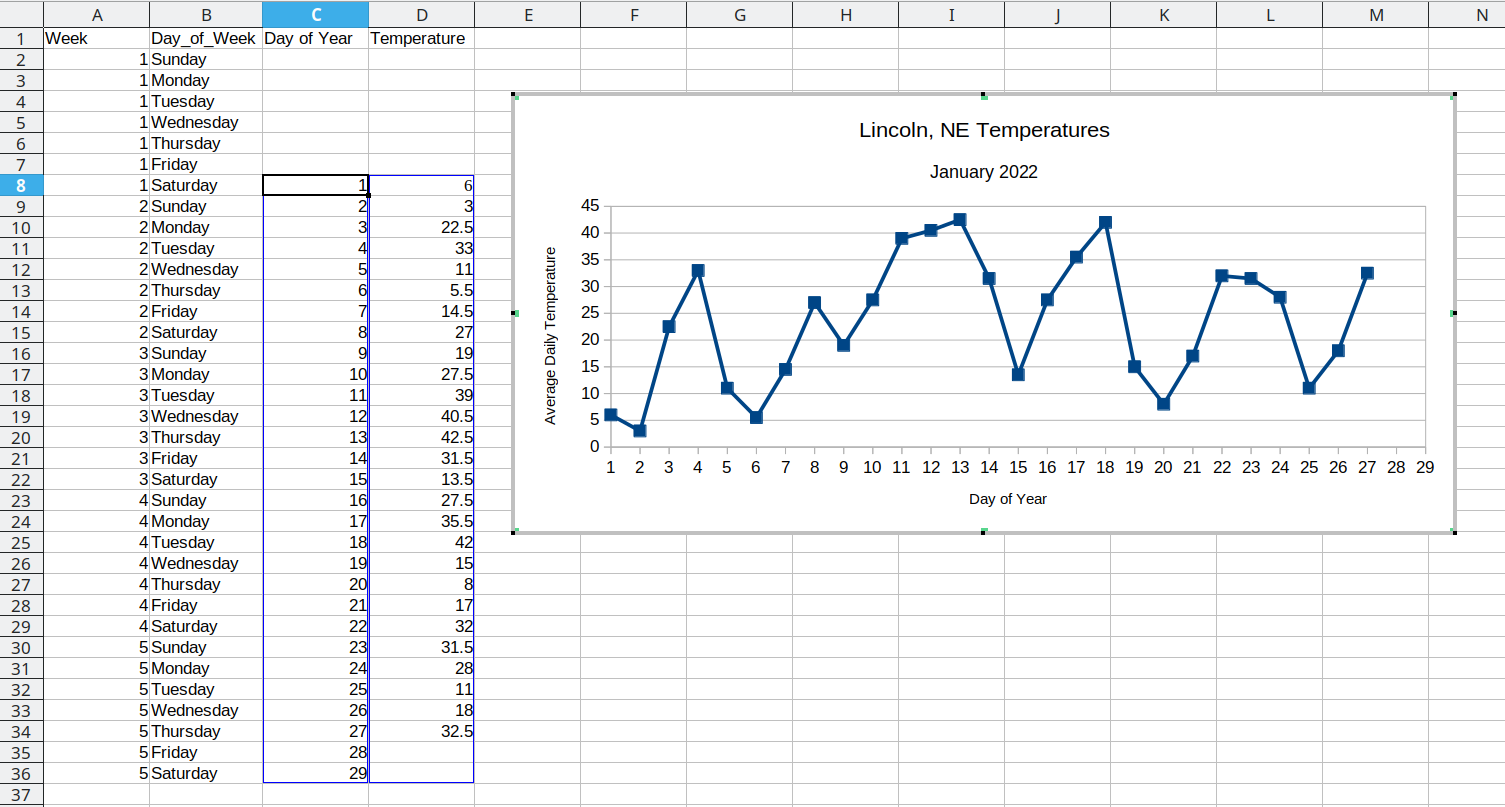 A B C D E F G H I J K L M N
1 Week Day_of_Week Day of Year Temperature
2 1 Sunday
3 1 Monday
4 1 Tuesday
5 1 Wednesday
6 1 Thursday
7 1 Friday
8 1 Saturday 1 6
9 2 Sunday 2 3
10 2 Monday 3 22.5
11 2 Tuesday 4 33
12 2 Wednesday 5 11
13 2 Thursday 6 5.5
14 2 Friday 7 14.5
15 2 Saturday 8 27
16 3 Sunday 9 19
17 3 Monday 10 27.5
18 3 Tuesday 11 39
19 3 Wednesday 12 40.5
20 3 Thursday 13 42.5
21 3 Friday 14 31.5
22 3 Saturday 15 13.5
23 4 Sunday 16 27.5
24 4 Monday 17 35.5
25 4 Tuesday 18 42
26 4 Wednesday 19 15
27 4 Thursday 20 8
28 4 Friday 21 17
29 4 Saturday 22 32
30 5 Sunday 23 31.5
31 5 Monday 24 28
32 5 Tuesday 25 11
33 5 Wednesday 26 18
34 5 Thursday 27 32.5
35 5 Friday 28
36 5 Saturday 29
37
Lincoln, NE Temperatures
January 2022
Average Daily Temperature
45
40
35
30
25
20
15
10
5
0
1 2 3 4 5 6 7 8 9 10 11 12 13 14 15 16 17 18 19 20 21 22 23 24 25 26 27 28 29
Day of Year